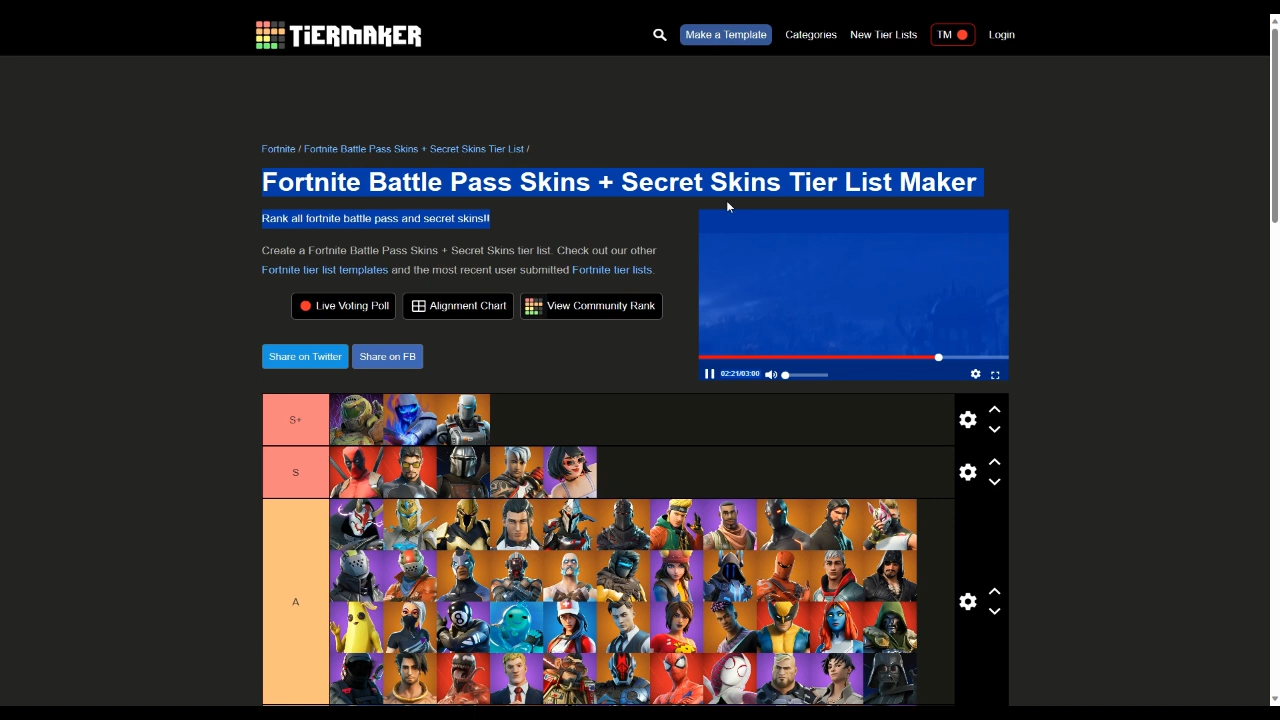 TiERMAKER
Make a Template
Categories
New Tier Lists
TM
Login
Fortnite / Fortnite Battle Pass Skins + Secret Skins Tier List /
Fortnite Battle Pass Skins + Secret Skins Tier List Maker
Rank all fortnite battle pass and secret skins!!
Create a Fortnite Battle Pass Skins + Secret Skins tier list. Check out our other
Fortnite tier list templates and the most recent user submitted Fortnite tier lists.
Live Voting Poll
Alignment Chart
View Community Rank
Share on Twitter
Share on FB
02:21/03:00
S+
S
A